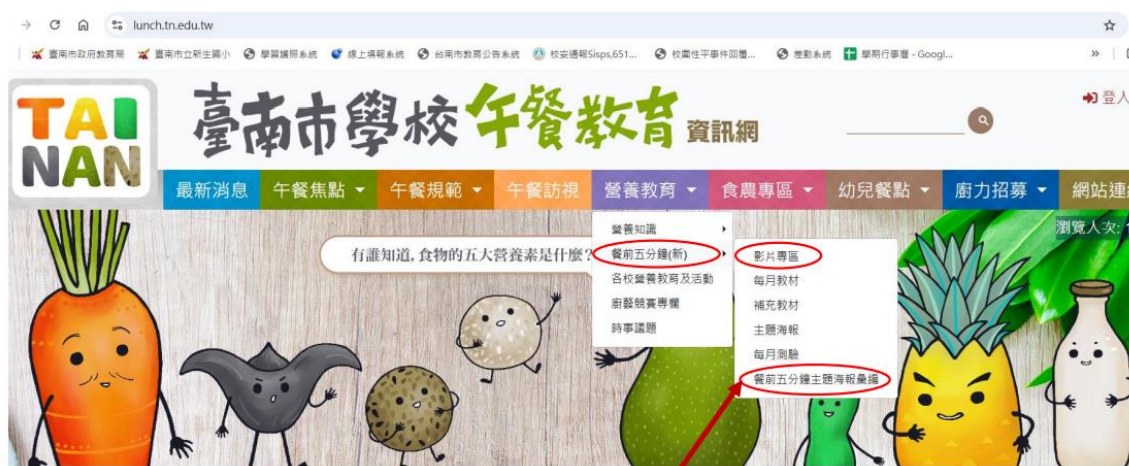 lunch.tn.edu.tw
臺南市政府教育局 臺南市立新生國小 學習護照系統 線上填報系統 台南市教育公告系統 校安通報Sisps,651... 校園性平事件回覆... 差勤系統 學期行事曆 - Googl...
TAI
NAN
臺南市學校午餐教育資訊網
登入
最新消息 午餐焦點 午餐規範 午餐訪視 營養教育 食農專區 幼兒餐點 廚力招募 網站連
瀏覽人次:
有誰知道, 食物的五大營養素是什麼?
營養知識
餐前五分鐘(新)
各校營養教育及活動
廚藝競賽專欄
時事議題
影片專區
每月教材
補充教材
主題海報
每月測驗
餐前五分鐘主題海報彙編